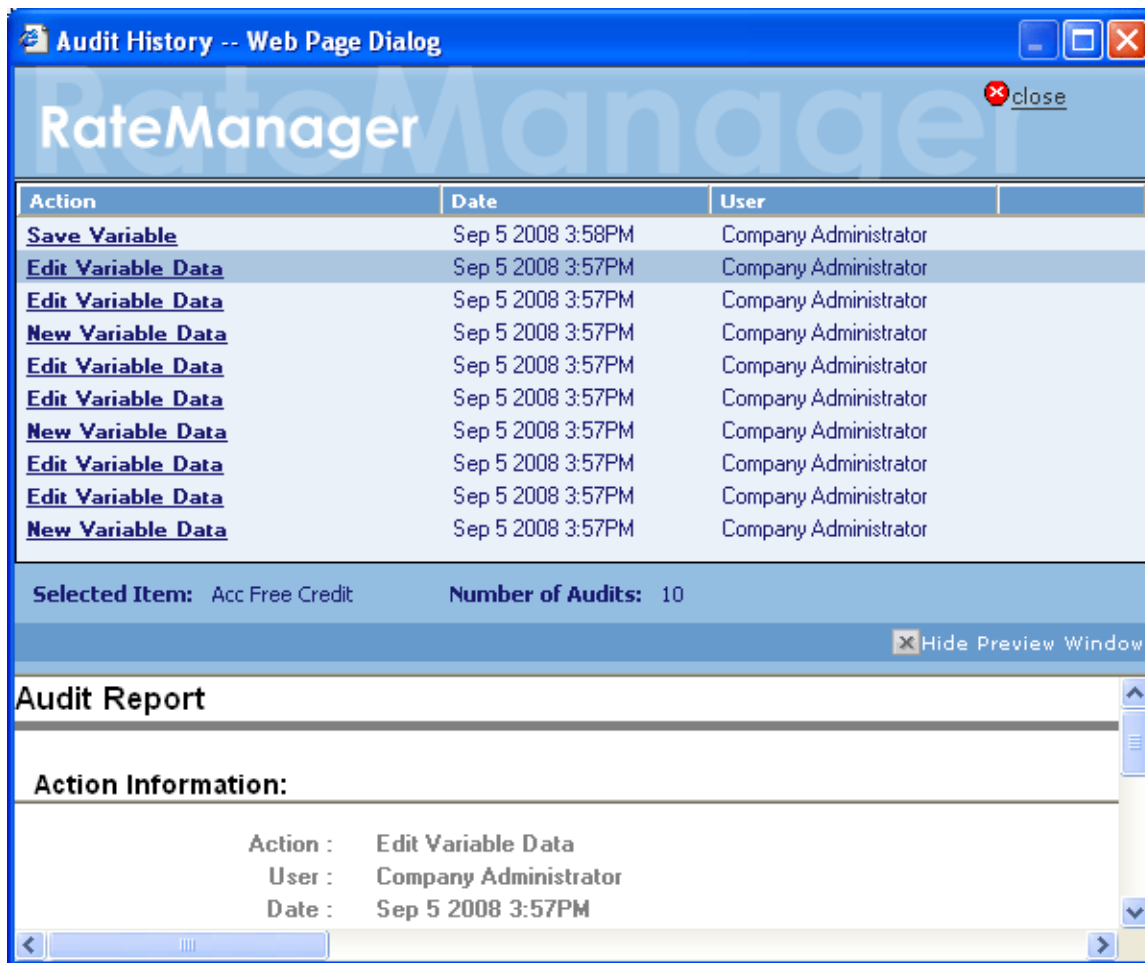 Audit History -- Web Page Dialog
RateManager
RateManager
close
Action Date User
Save Variable Sep 5 2008 3:58PM Company Administrator
Edit Variable Data Sep 5 2008 3:57PM Company Administrator
Edit Variable Data Sep 5 2008 3:57PM Company Administrator
New Variable Data Sep 5 2008 3:57PM Company Administrator
Edit Variable Data Sep 5 2008 3:57PM Company Administrator
Edit Variable Data Sep 5 2008 3:57PM Company Administrator
New Variable Data Sep 5 2008 3:57PM Company Administrator
Edit Variable Data Sep 5 2008 3:57PM Company Administrator
Edit Variable Data Sep 5 2008 3:57PM Company Administrator
New Variable Data Sep 5 2008 3:57PM Company Administrator
Selected Item: Acc Free Credit Number of Audits: 10
Hide Preview Window
Audit Report
Action Information:
Action : Edit Variable Data
User : Company Administrator
Date : Sep 5 2008 3:57PM